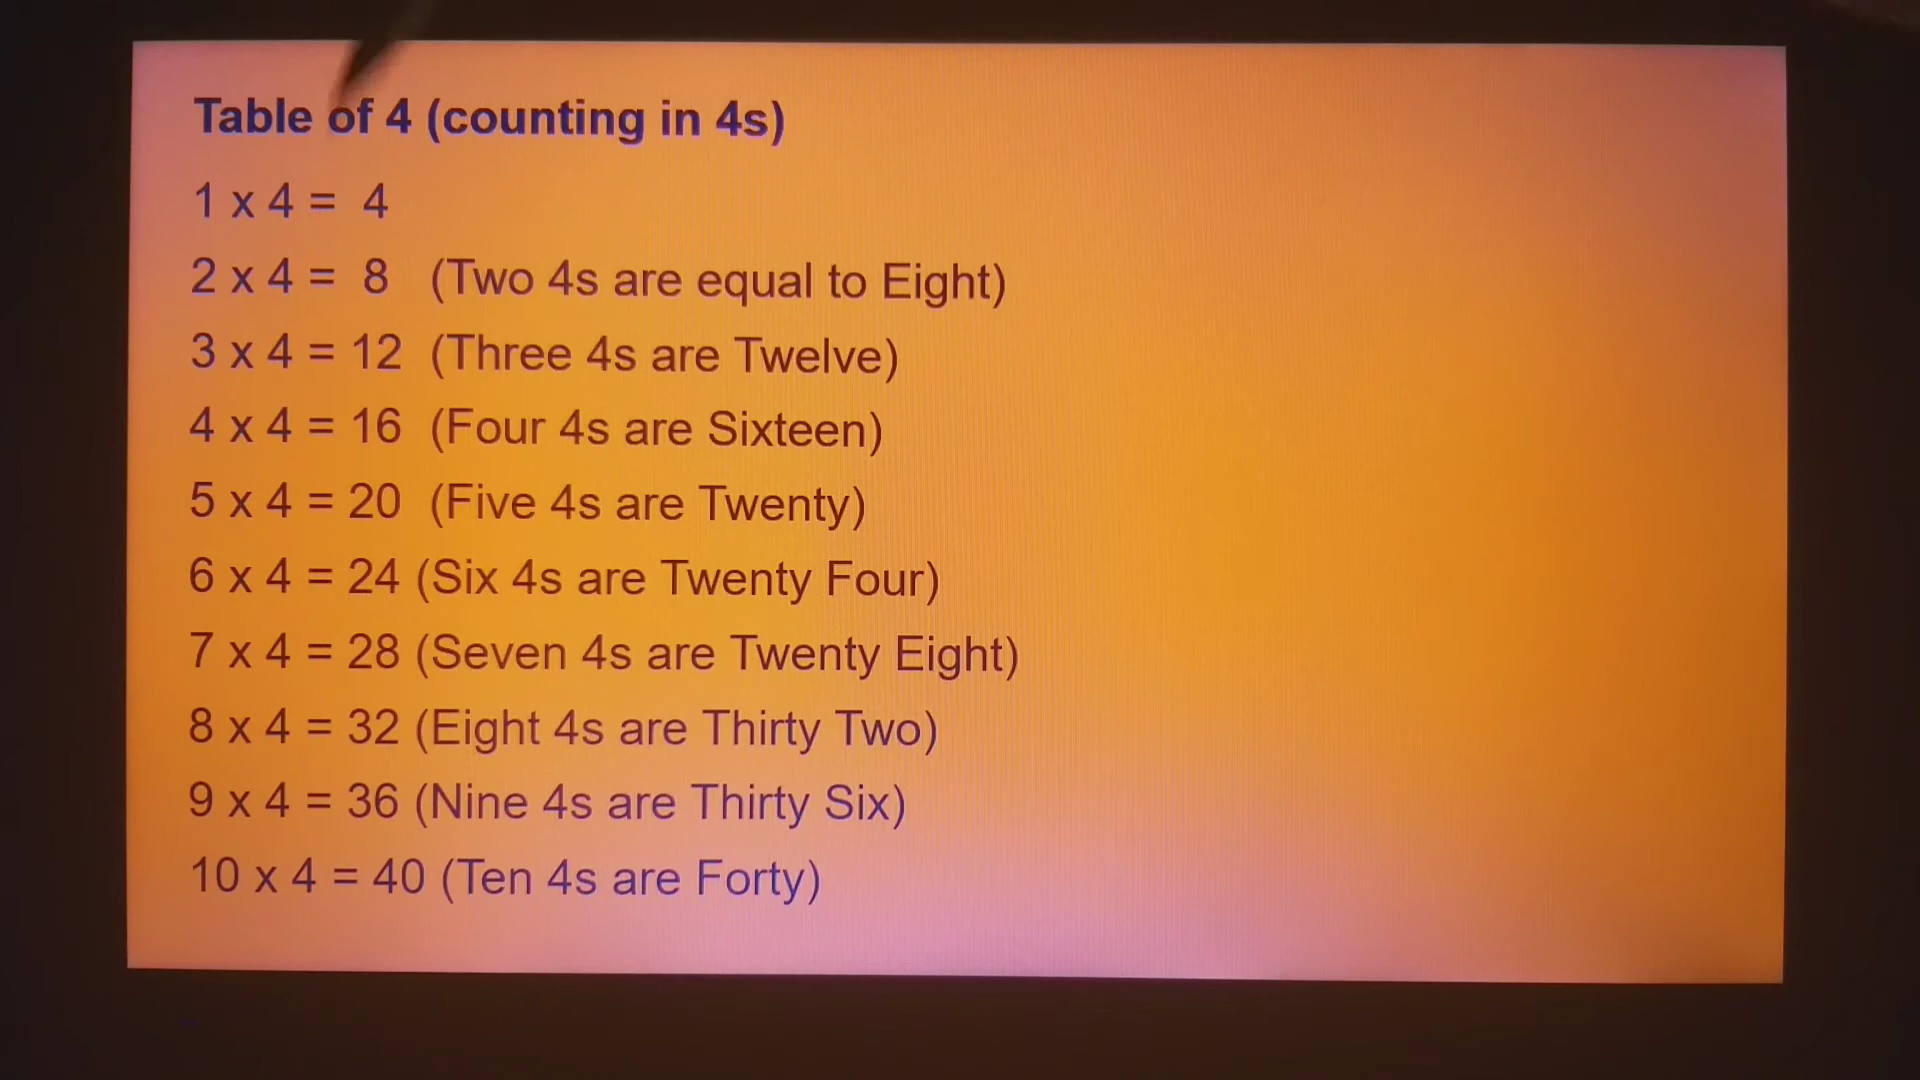 Table of 4 (counting in 4s)
1 x 4 = 4
2 x 4 = 8 (Two 4s are equal to Eight)
3 x 4 = 12 (Three 4s are Twelve)
4 x 4 = 16 (Four 4s are Sixteen)
5 x 4 = 20 (Five 4s are Twenty)
6 x 4 = 24 (Six 4s are Twenty Four)
7 x 4 = 28 (Seven 4s are Twenty Eight)
8 x 4 = 32 (Eight 4s are Thirty Two)
9 x 4 = 36 (Nine 4s are Thirty Six)
10 x 4 = 40 (Ten 4s are Forty)